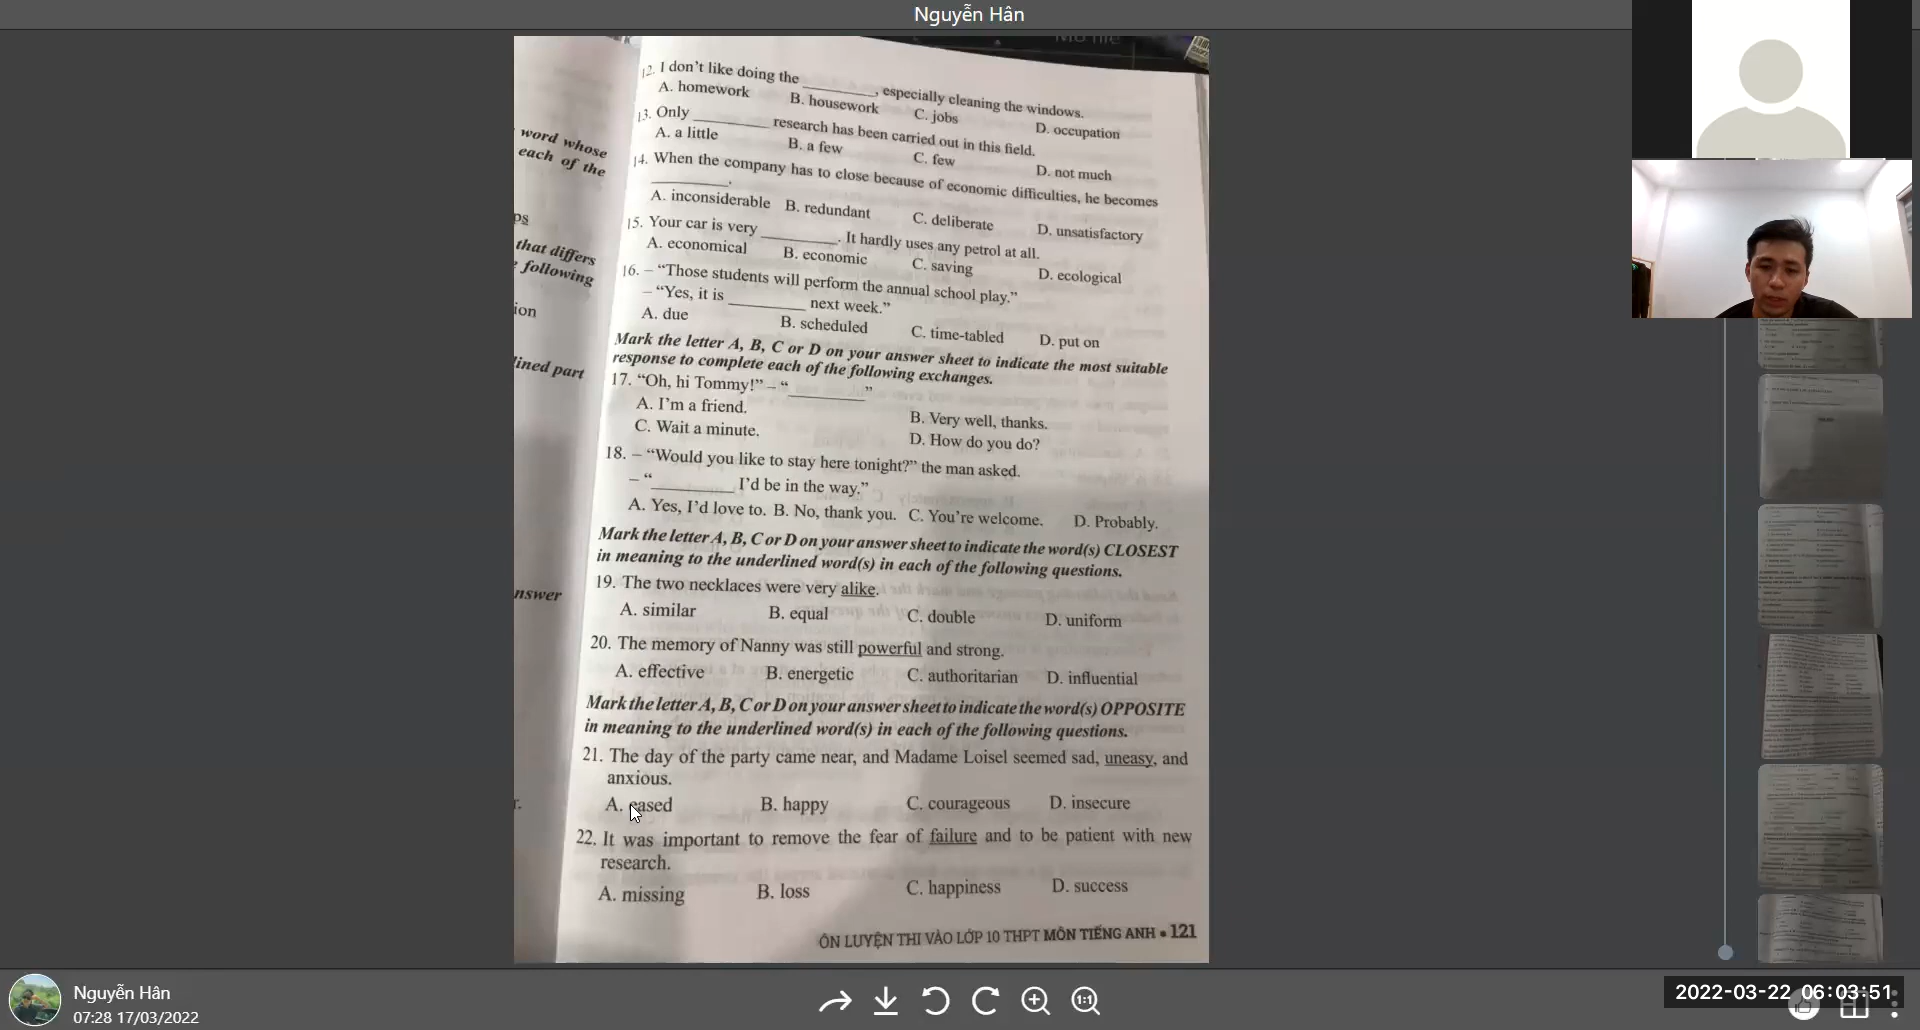 Nguyễn Hân
12. I don't like doing the ________, especially cleaning the windows.
A. homework B. housework C. jobs D. occupation
13. Only ________ research has been carried out in this field.
A. a little B. a few C. few D. not much
14. When the company has to close because of economic difficulties, he becomes
________.
A. inconsiderable B. redundant C. deliberate D. unsatisfactory
15. Your car is very ________. It hardly uses any petrol at all.
A. economical B. economic C. saving D. ecological
16. – “Those students will perform the annual school play.”
– “Yes, it is ________ next week.”
A. due B. scheduled C. time-tabled D. put on
Mark the letter A, B, C or D on your answer sheet to indicate the most suitable
response to complete each of the following exchanges.
17. “Oh, hi Tommy!” – “________”
A. I'm a friend. B. Very well, thanks.
C. Wait a minute. D. How do you do?
18. – “Would you like to stay here tonight?” the man asked.
– “________ I'd be in the way.”
A. Yes, I'd love to. B. No, thank you. C. You're welcome. D. Probably.
Mark the letter A, B, C or D on your answer sheet to indicate the word(s) CLOSEST
in meaning to the underlined word(s) in each of the following questions.
19. The two necklaces were very alike.
A. similar B. equal C. double D. uniform
20. The memory of Nanny was still powerful and strong.
A. effective B. energetic C. authoritarian D. influential
Mark the letter A, B, C or D on your answer sheet to indicate the word(s) OPPOSITE
in meaning to the underlined word(s) in each of the following questions.
21. The day of the party came near, and Madame Loisel seemed sad, uneasy, and
anxious.
A. eased B. happy C. courageous D. insecure
22. It was important to remove the fear of failure and to be patient with new
research.
A. missing B. loss C. happiness D. success
ÔN LUYỆN THI VÀO LỚP 10 THPT MÔN TIẾNG ANH • 121
word whose
each of the
ps
that differs
following
ion
lined part
nswer
r.
Nguyễn Hân
07:28 17/03/2022
1:1
2022-03-22 06:03:51